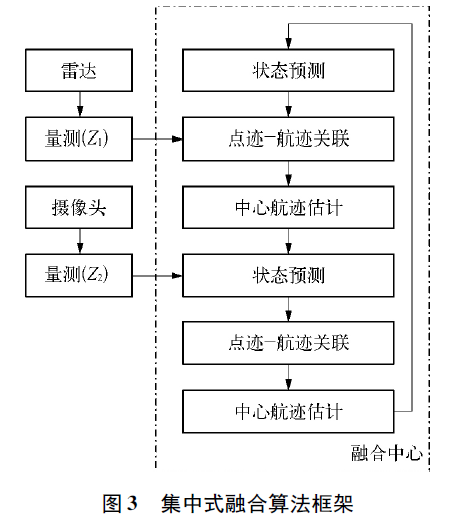 雷达
状态预测
量测(Z₁)
点迹-航迹关联
摄像头
中心航迹估计
量测(Z₂)
状态预测
点迹-航迹关联
中心航迹估计
融合中心
图3 集中式融合算法框架